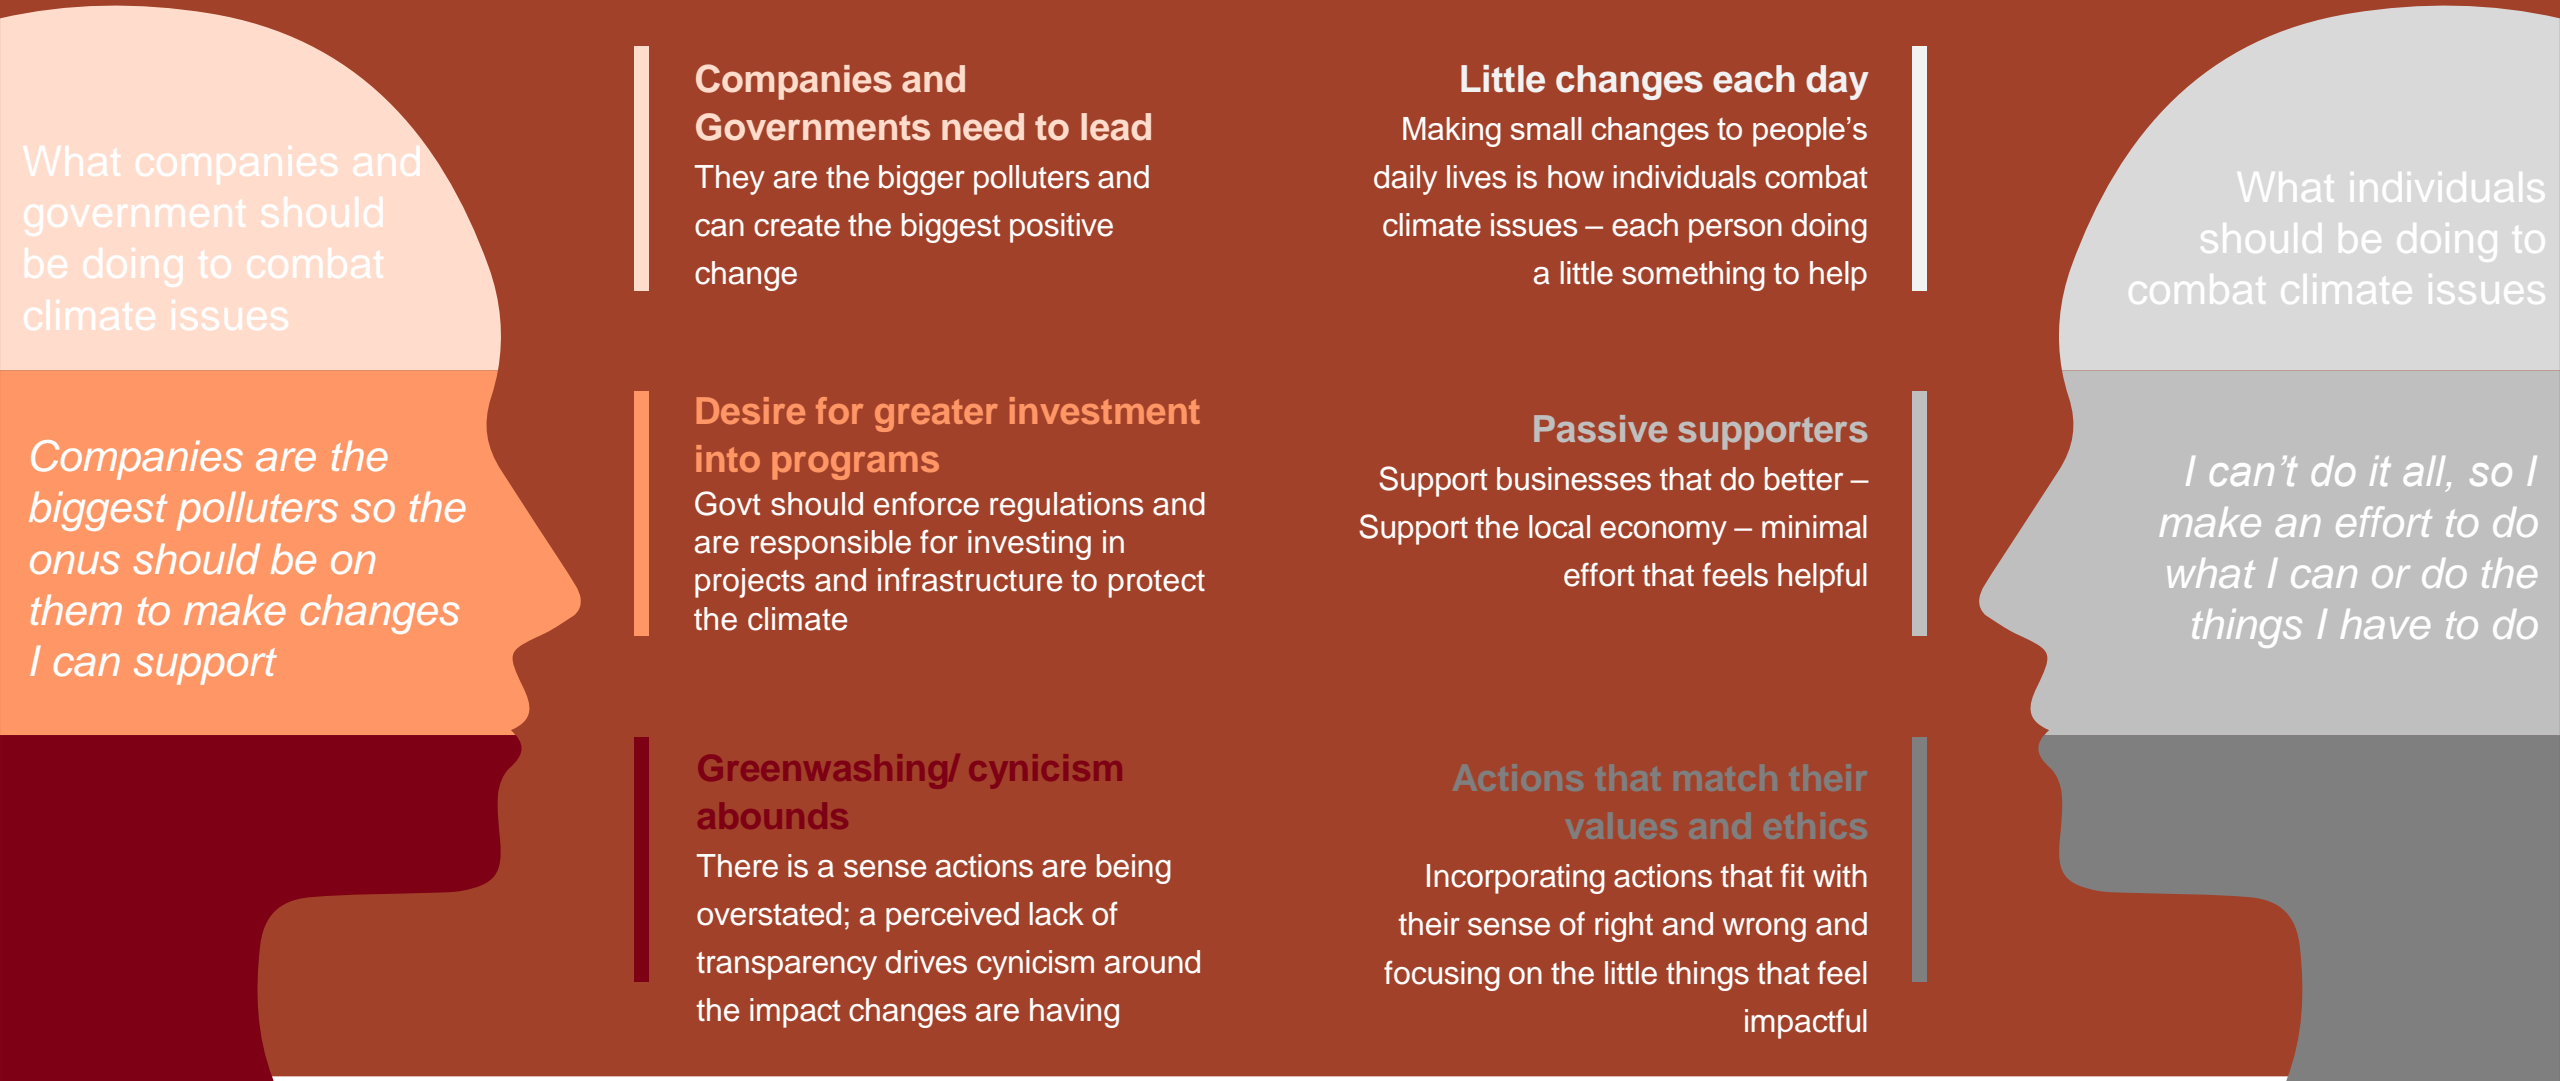 What companies and
government should
be doing to combat
climate issues
Companies are the
biggest polluters so the
onus should be on
them to make changes
I can support
Companies and
Governments need to lead
They are the bigger polluters and
can create the biggest positive
change
Desire for greater investment
into programs
Govt should enforce regulations and
are responsible for investing in
projects and infrastructure to protect
the climate
Greenwashing/ cynicism
abounds
There is a sense actions are being
overstated; a perceived lack of
transparency drives cynicism around
the impact changes are having
Little changes each day
Making small changes to people’s
daily lives is how individuals combat
climate issues – each person doing
a little something to help
Passive supporters
Support businesses that do better –
Support the local economy – minimal
effort that feels helpful
Actions that match their
values and ethics
Incorporating actions that fit with
their sense of right and wrong and
focusing on the little things that feel
impactful
What individuals
should be doing to
combat climate issues
I can’t do it all, so I
make an effort to do
what I can or do the
things I have to do